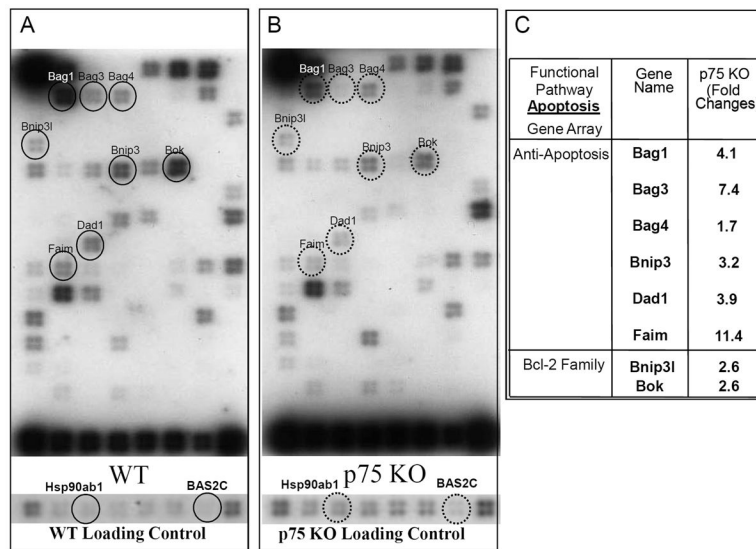 A
Bag1 Bag3 Bag4
Bnip3l
Bnip3 Bok
Dad1
Faim
WT
Hsp90ab1 BAS2C
WT Loading Control
B
Bag1 Bag3 Bag4
Bnip3l
Bnip3 Bok
Dad1
Faim
p75 KO
Hsp90ab1 BAS2C
p75 KO Loading Control
C
Functional Pathway Apoptosis Gene Array Gene Name p75 KO (Fold Changes)
Anti-Apoptosis Bag1 4.1
Bag3 7.4
Bag4 1.7
Bnip3 3.2
Dad1 3.9
Faim 11.4
Bcl-2 Family Bnip3l 2.6
Bok 2.6